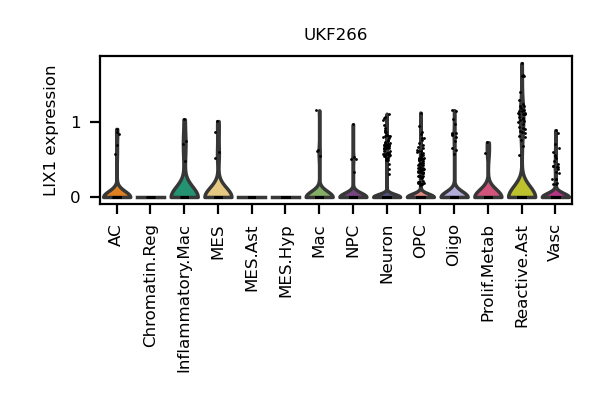 UKF266
LIX1 expression
1
0
AC
Chromatin.Reg
Inflammatory.Mac
MES
MES.Ast
MES.Hyp
Mac
NPC
Neuron
OPC
Oligo
Prolif.Metab
Reactive.Ast
Vasc